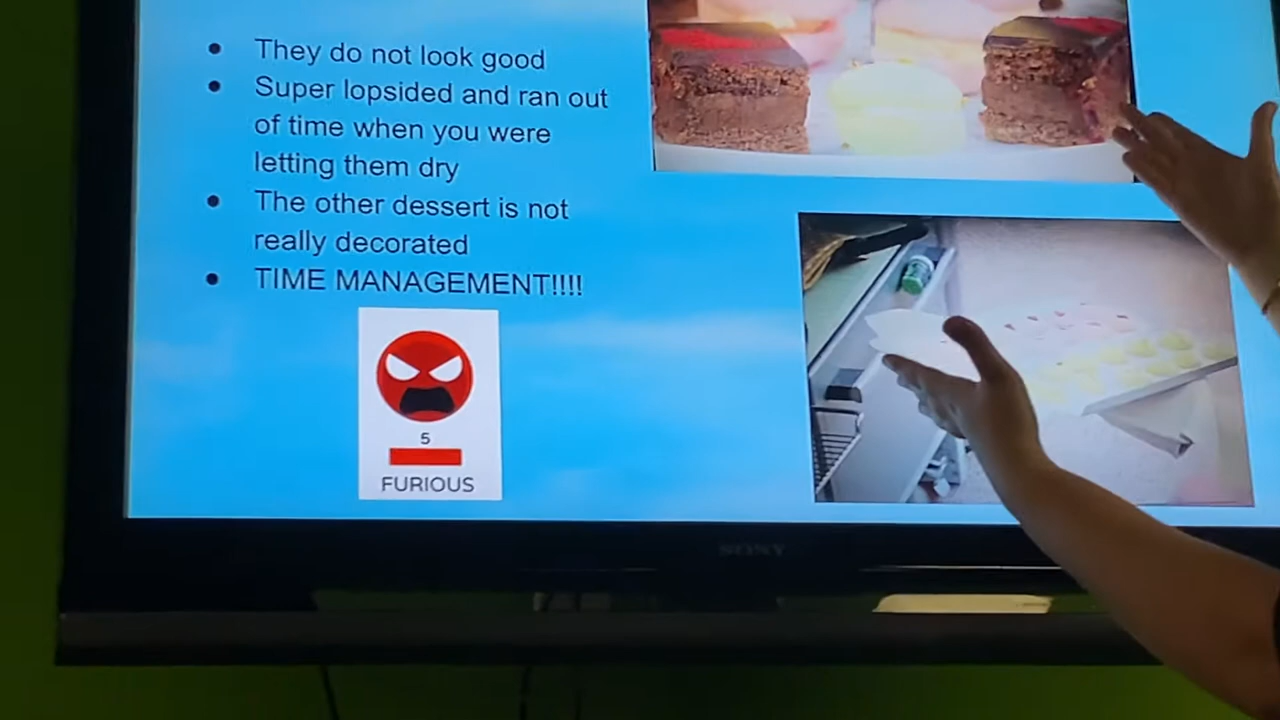 They do not look good
Super lopsided and ran out
of time when you were
letting them dry
The other dessert is not
really decorated
TIME MANAGEMENT!!!!
5
FURIOUS
SONY